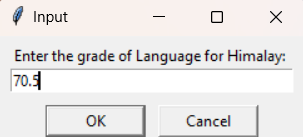 Input
Enter the grade of Language for Himalay:
70.5
OK
Cancel